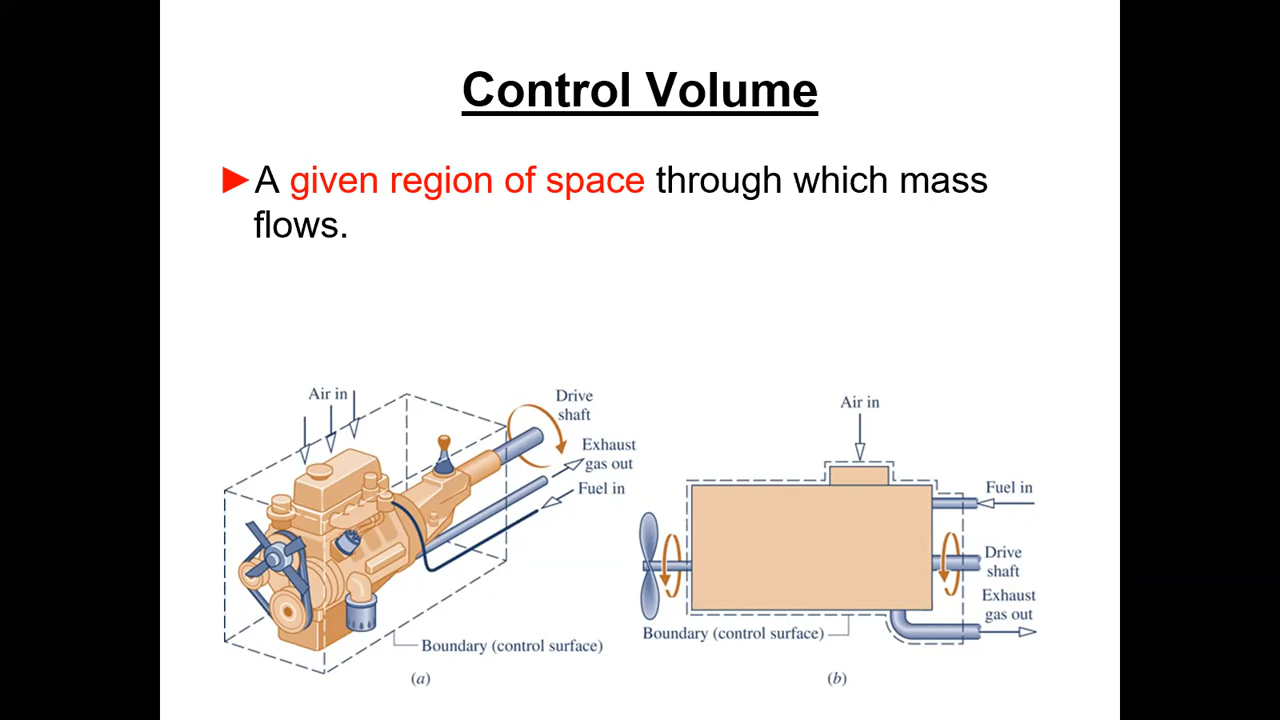 Control Volume
►A given region of space through which mass
flows.
Air in
Drive
shaft
Exhaust
gas out
Fuel in
Boundary (control surface)
(a)
Air in
Fuel in
Drive
shaft
Exhaust
gas out
Boundary (control surface)
(b)